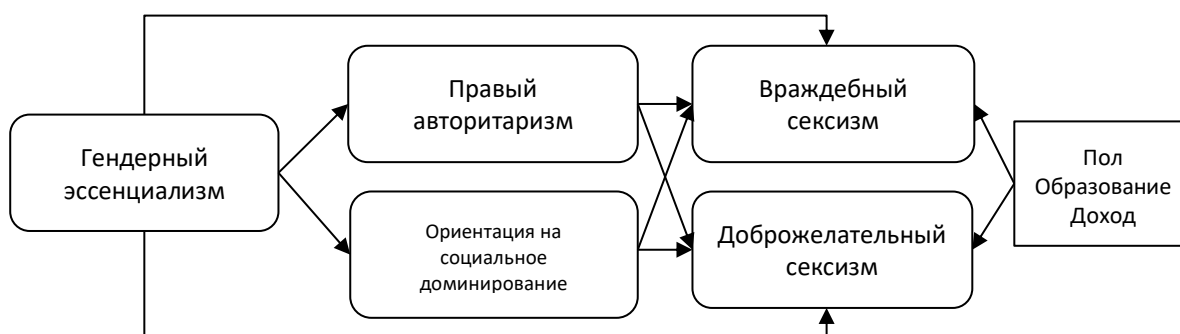 Гендерный
эссенциализм
Правый
авторитаризм
Ориентация на
социальное
доминирование
Враждебный
сексизм
Доброжелательный
сексизм
Пол
Образование
Доход